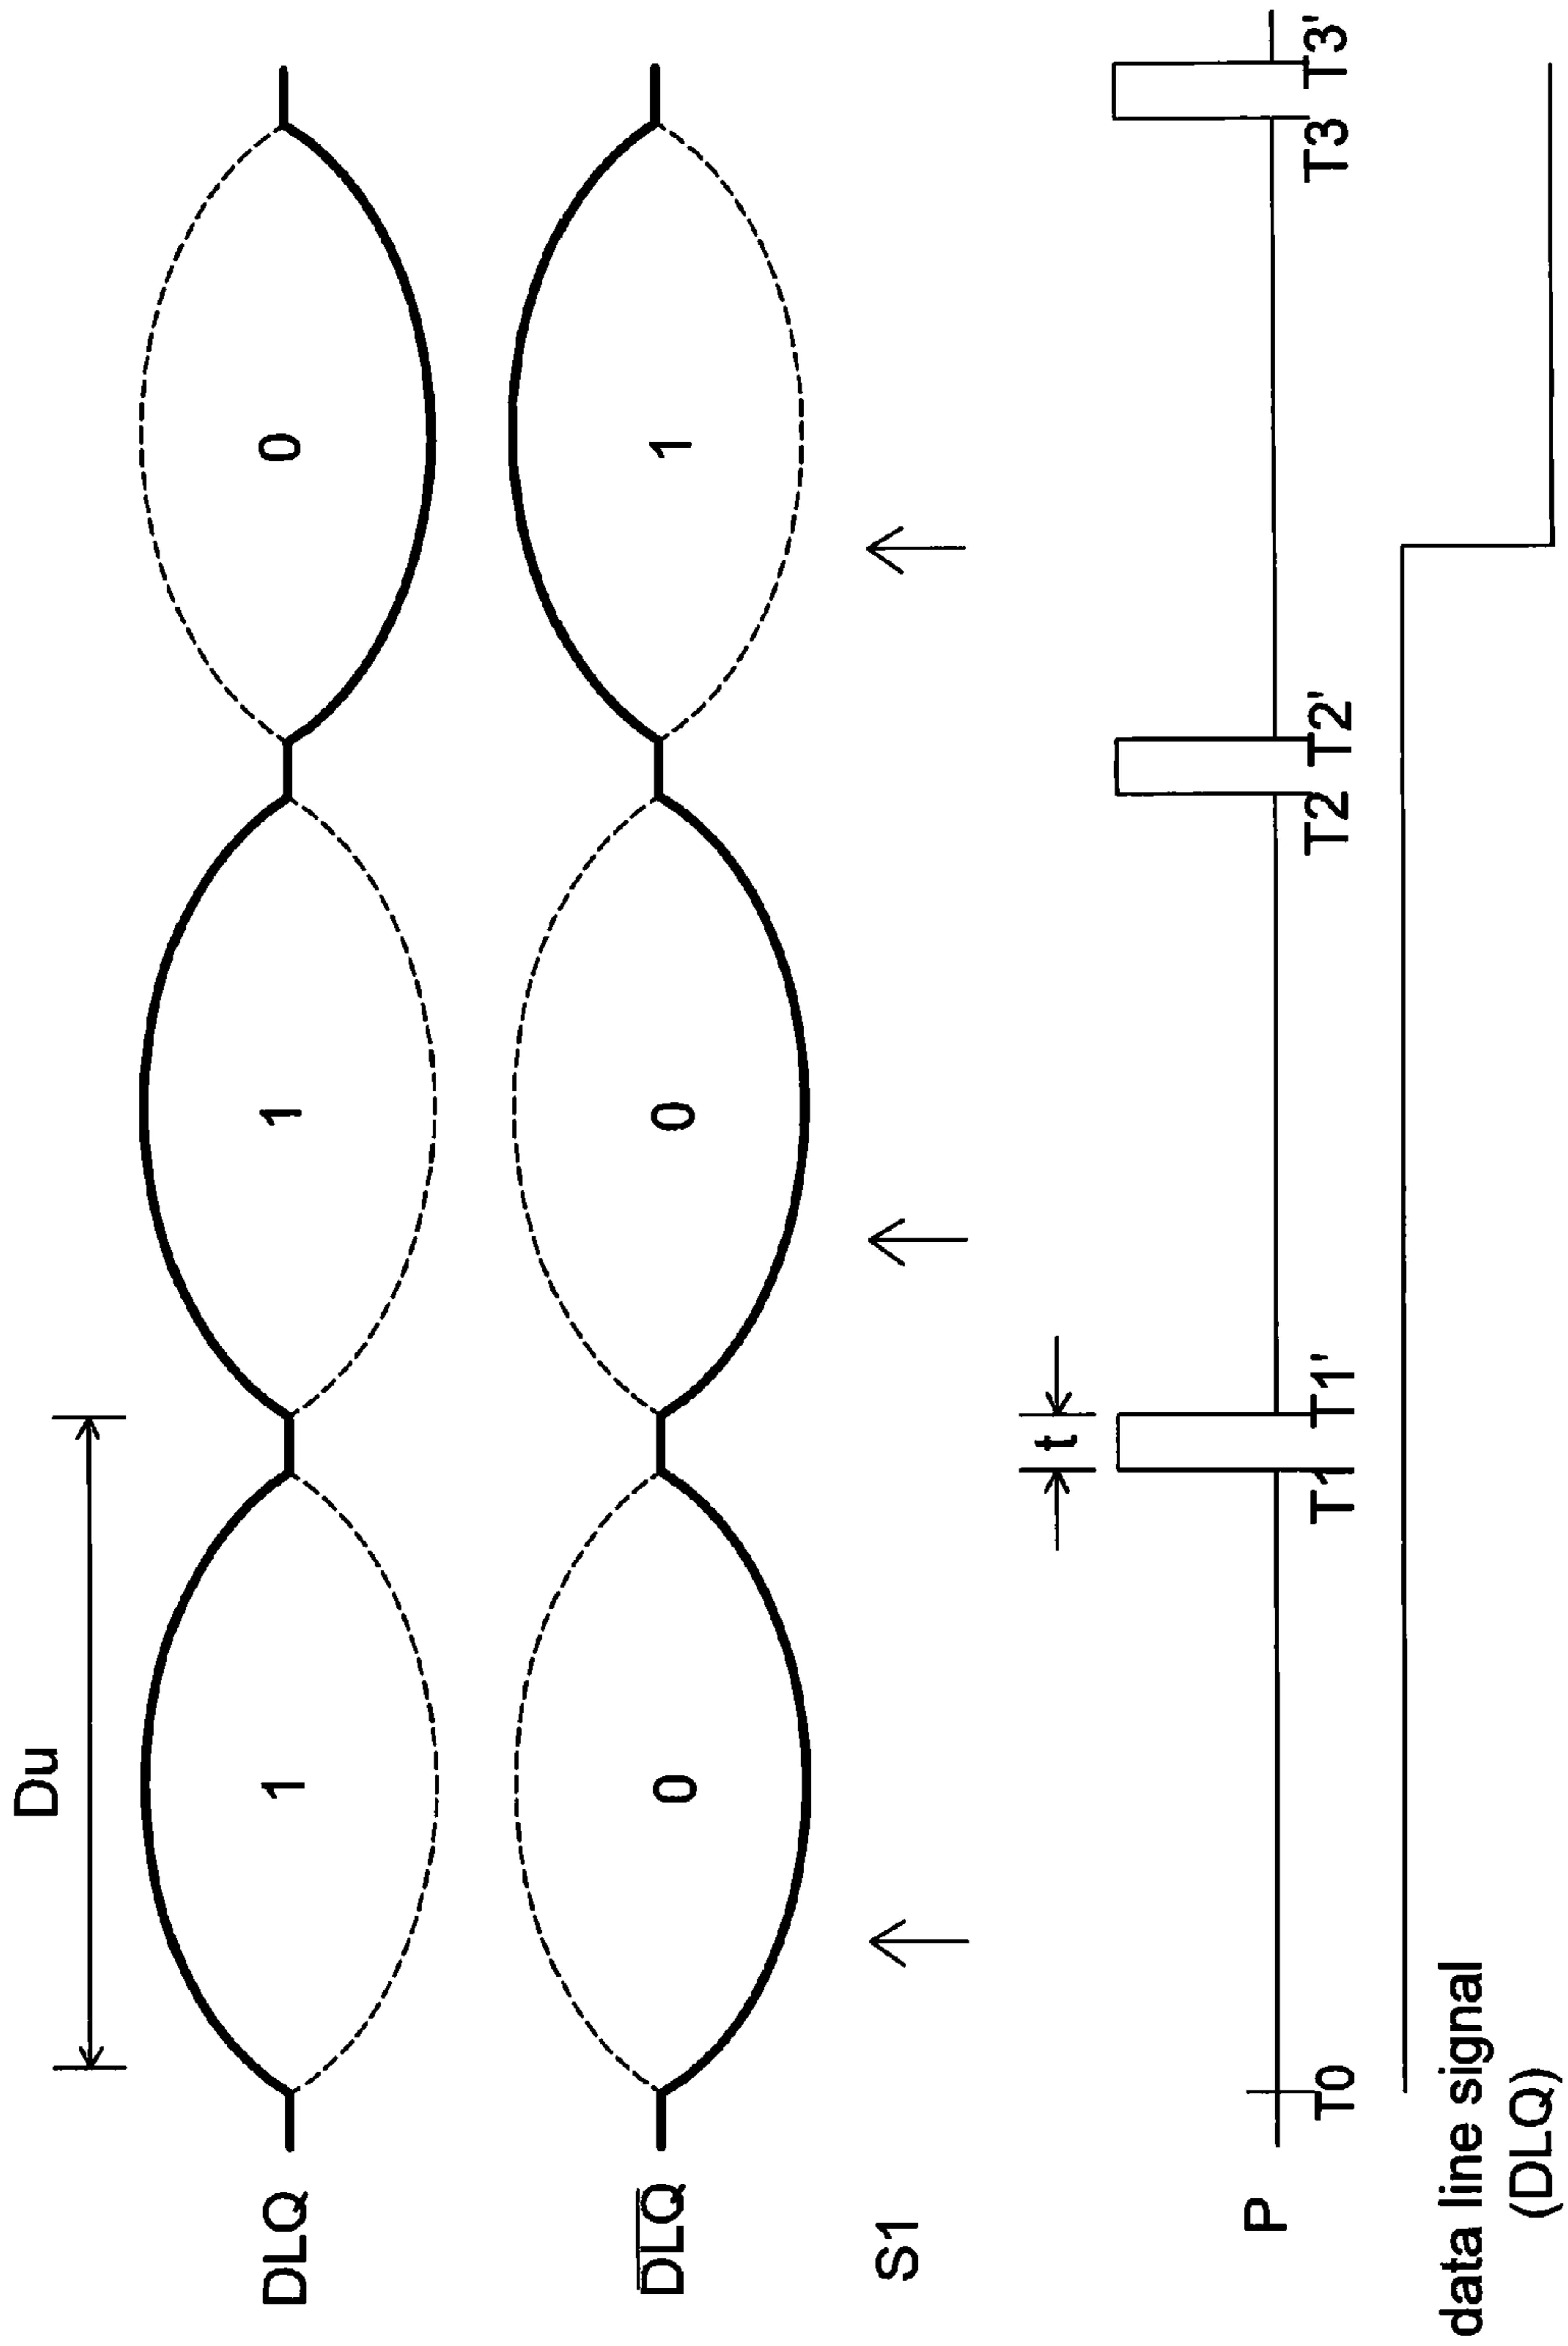 Du
DLQ 1 1 0
DLQ 0 0 1
S1
t
P
T0 T1 T1' T2 T2' T3 T3'
data line signal
(DLQ)